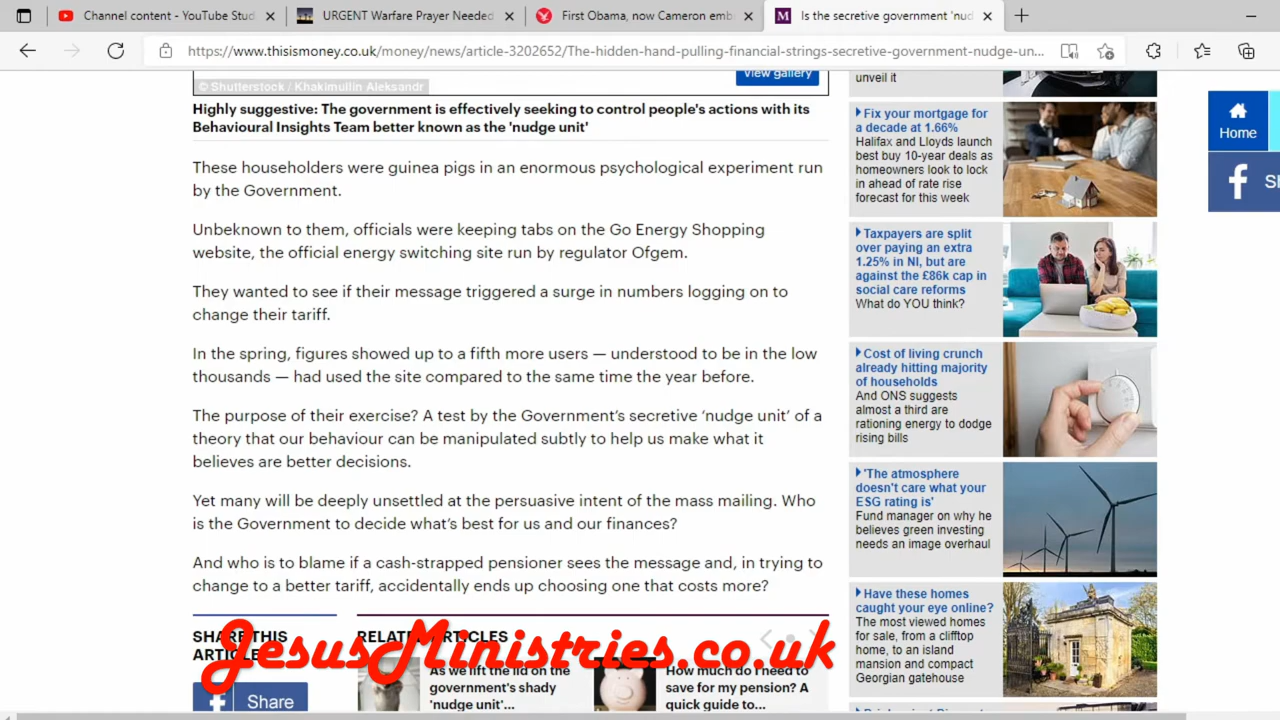 Channel content - YouTube Stud
URGENT Warfare Prayer Needed
First Obama, now Cameron emb
Is the secretive government 'nud
https://www.thisismoney.co.uk/money/news/article-3202652/The-hidden-hand-pulling-financial-strings-secretive-government-nudge-un...
© Shutterstock / Khakimullin Aleksandr
View gallery
Highly suggestive: The government is effectively seeking to control people's actions with its
Behavioural Insights Team better known as the 'nudge unit'
These householders were guinea pigs in an enormous psychological experiment run
by the Government.
Unbeknown to them, officials were keeping tabs on the Go Energy Shopping
website, the official energy switching site run by regulator Ofgem.
They wanted to see if their message triggered a surge in numbers logging on to
change their tariff.
In the spring, figures showed up to a fifth more users — understood to be in the low
thousands — had used the site compared to the same time the year before.
The purpose of their exercise? A test by the Government's secretive 'nudge unit' of a
theory that our behaviour can be manipulated subtly to help us make what it
believes are better decisions.
Yet many will be deeply unsettled at the persuasive intent of the mass mailing. Who
is the Government to decide what's best for us and our finances?
And who is to blame if a cash-strapped pensioner sees the message and, in trying to
change to a better tariff, accidentally ends up choosing one that costs more?
SHARE THIS
ARTICLE
Share
RELATED ARTICLES
As we lift the lid on the
government's shady
'nudge unit'...
How much do I need to
save for my pension? A
quick guide to...
JesusMinistries.co.uk
unveil it
Fix your mortgage for
a decade at 1.66%
Halifax and Lloyds launch
best buy 10-year deals as
homeowners look to lock
in ahead of rate rise
forecast for this week
Taxpayers are split
over paying an extra
1.25% in NI, but are
against the £86k cap in
social care reforms
What do YOU think?
Cost of living crunch
already hitting majority
of households
And ONS suggests
almost a third are
rationing energy to dodge
rising bills
'The atmosphere
doesn't care what your
ESG rating is'
Fund manager on why he
believes green investing
needs an image overhaul
Have these homes
caught your eye online?
The most viewed homes
for sale, from a clifftop
home, to an island
mansion and compact
Georgian gatehouse
Home
Sh